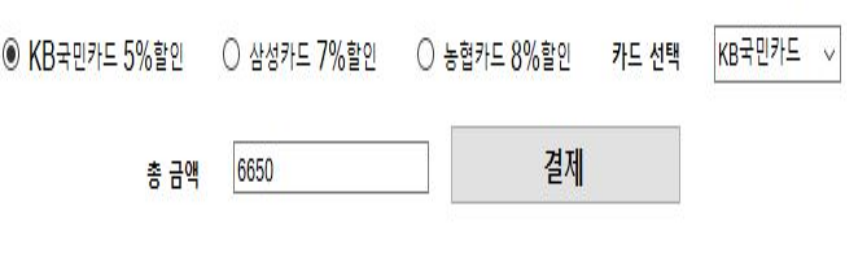 KB국민카드 5%할인 삼성카드 7%할인 농협카드 8%할인 카드 선택 KB국민카드
총 금액 6650 결제